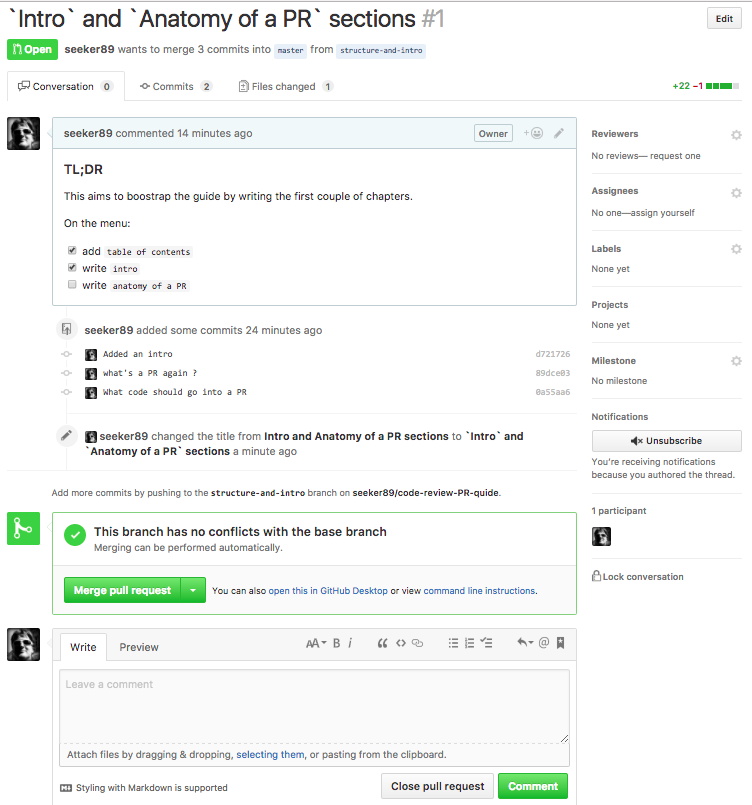 `Intro` and `Anatomy of a PR` sections #1
Edit
Open seeker89 wants to merge 3 commits into master from structure-and-intro
Conversation 0 Commits 2 Files changed 1 +22 −1
seeker89 commented 14 minutes ago Owner
TL;DR
This aims to boostrap the guide by writing the first couple of chapters.
On the menu:
add table of contents
write intro
write anatomy of a PR
seeker89 added some commits 24 minutes ago
Added an intro d721726
what's a PR again ? 89dce03
What code should go into a PR 0a55aa6
seeker89 changed the title from Intro and Anatomy of a PR sections to `Intro` and
`Anatomy of a PR` sections a minute ago
Add more commits by pushing to the structure-and-intro branch on seeker89/code-review-PR-quide.
This branch has no conflicts with the base branch
Merging can be performed automatically.
Merge pull request You can also open this in GitHub Desktop or view command line instructions.
Write Preview AA B i
Leave a comment
Attach files by dragging & dropping, selecting them, or pasting from the clipboard.
Styling with Markdown is supported
Close pull request Comment
Reviewers
No reviews— request one
Assignees
No one—assign yourself
Labels
None yet
Projects
None yet
Milestone
No milestone
Notifications
Unsubscribe
You're receiving notifications
because you authored the thread.
1 participant
Lock conversation